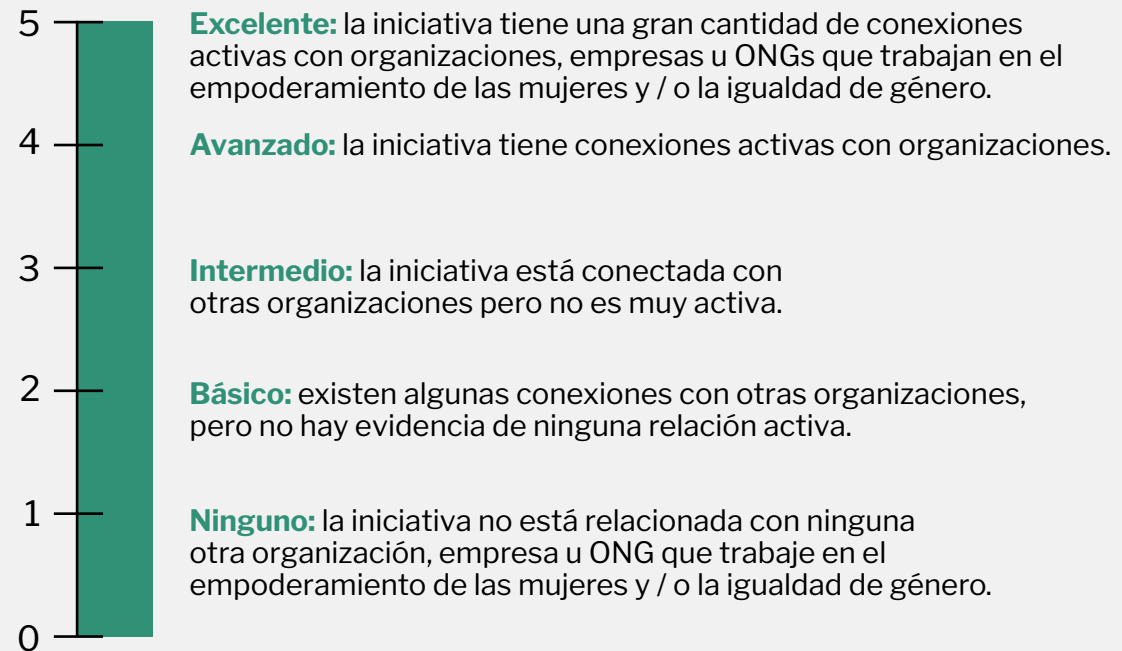 5
Excelente: la iniciativa tiene una gran cantidad de conexiones
activas con organizaciones, empresas u ONGs que trabajan en el
empoderamiento de las mujeres y / o la igualdad de género.
4
Avanzado: la iniciativa tiene conexiones activas con organizaciones.
3
Intermedio: la iniciativa está conectada con
otras organizaciones pero no es muy activa.
2
Básico: existen algunas conexiones con otras organizaciones,
pero no hay evidencia de ninguna relación activa.
1
Ninguno: la iniciativa no está relacionada con ninguna
otra organización, empresa u ONG que trabaje en el
empoderamiento de las mujeres y / o la igualdad de género.
0